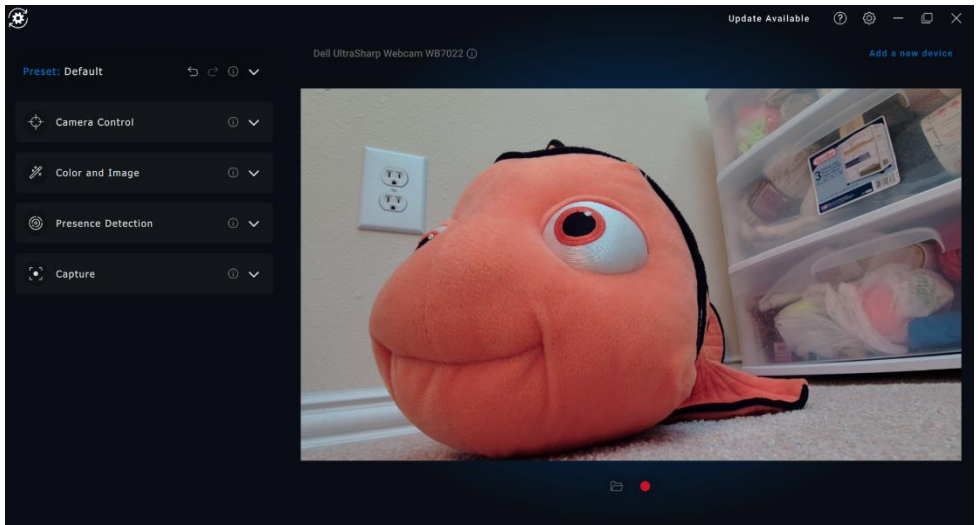 Update Available
Dell UltraSharp Webcam WB7022
Add a new device
Preset: Default
Camera Control
Color and Image
Presence Detection
Capture
3